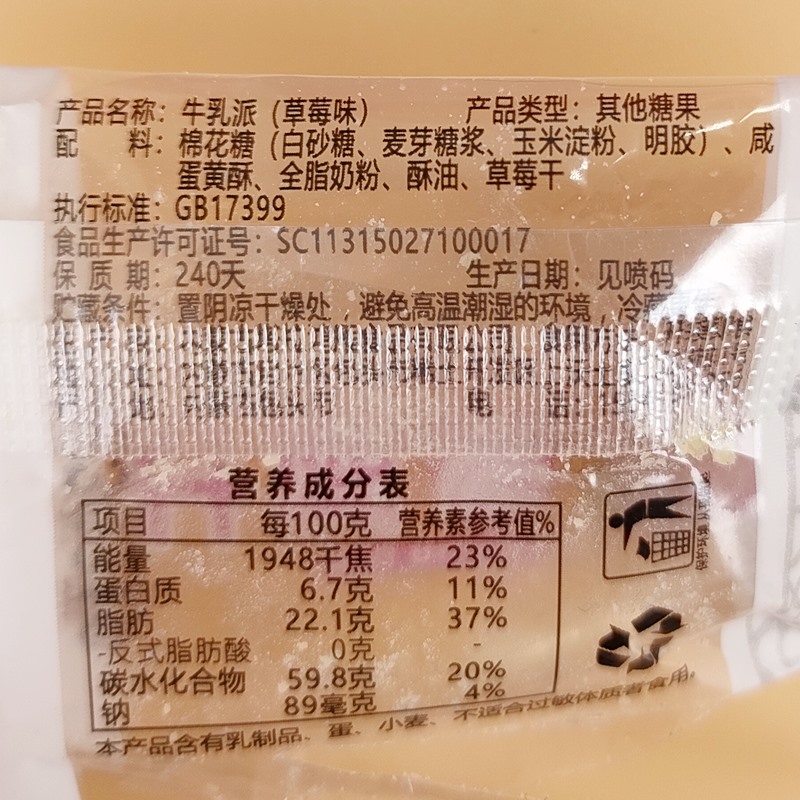 产品名称：牛乳派（草莓味） 产品类型：其他糖果
配 料：棉花糖（白砂糖、麦芽糖浆、玉米淀粉、明胶）、咸
蛋黄酥、全脂奶粉、酥油、草莓干
执行标准：GB17399
食品生产许可证号：SC11315027100017
保 质 期：240天 生产日期：见喷码
贮藏条件：置阴凉干燥处，避免高温潮湿的环境，冷藏
营养成分表
项目 每100克 营养素参考值%
能量 1948千焦 23%
蛋白质 6.7克 11%
脂肪 22.1克 37%
-反式脂肪酸 0克 -
碳水化合物 59.8克 20%
钠 89毫克 4%
本产品含有乳制品、蛋、小麦、不适合过敏体质者食用。